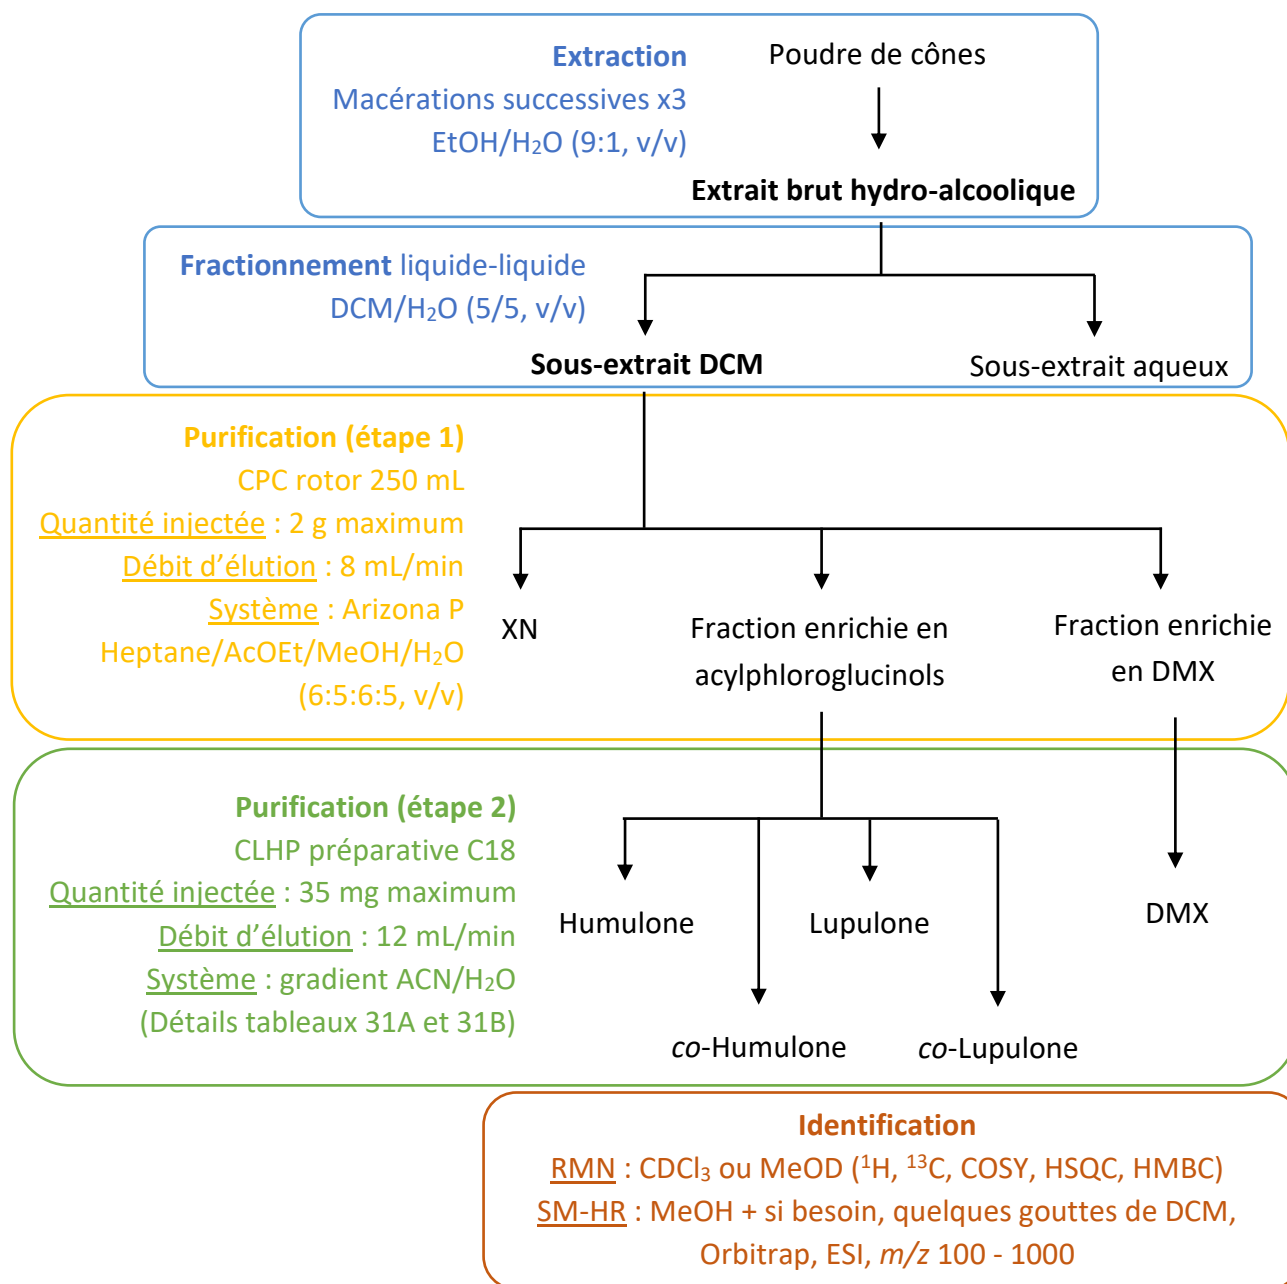 Extraction
Macérations successives x3
EtOH/H₂O (9:1, v/v)
Poudre de cônes
Extrait brut hydro-alcoolique
Fractionnement liquide-liquide
DCM/H₂O (5/5, v/v)
Sous-extrait DCM
Sous-extrait aqueux
Purification (étape 1)
CPC rotor 250 mL
Quantité injectée : 2 g maximum
Débit d’élution : 8 mL/min
Système : Arizona P
Heptane/AcOEt/MeOH/H₂O
(6:5:6:5, v/v)
XN
Fraction enrichie en
acylphloroglucinols
Fraction enrichie
en DMX
Purification (étape 2)
CLHP préparative C18
Quantité injectée : 35 mg maximum
Débit d’élution : 12 mL/min
Système : gradient ACN/H₂O
(Détails tableaux 31A et 31B)
Humulone
Lupulone
DMX
co-Humulone
co-Lupulone
Identification
RMN : CDCl₃ ou MeOD (¹H, ¹³C, COSY, HSQC, HMBC)
SM-HR : MeOH + si besoin, quelques gouttes de DCM,
Orbitrap, ESI, m/z 100 - 1000